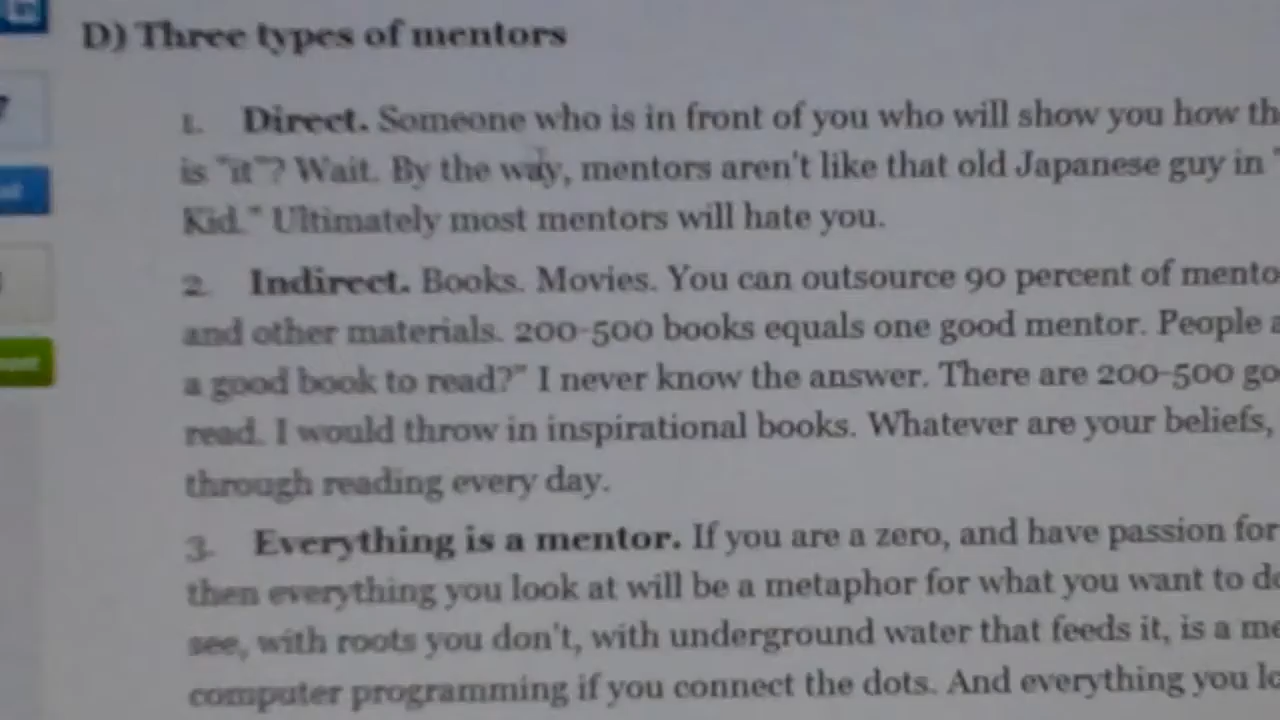 D) Three types of mentors
1. Direct. Someone who is in front of you who will show you how th
is "it"? Wait. By the way, mentors aren't like that old Japanese guy in "
Kid." Ultimately most mentors will hate you.
2. Indirect. Books. Movies. You can outsource 90 percent of mento
and other materials. 200-500 books equals one good mentor. People a
a good book to read?" I never know the answer. There are 200-500 go
read. I would throw in inspirational books. Whatever are your beliefs,
through reading every day.
3. Everything is a mentor. If you are a zero, and have passion for
then everything you look at will be a metaphor for what you want to do
see, with roots you don't, with underground water that feeds it, is a me
computer programming if you connect the dots. And everything you lo